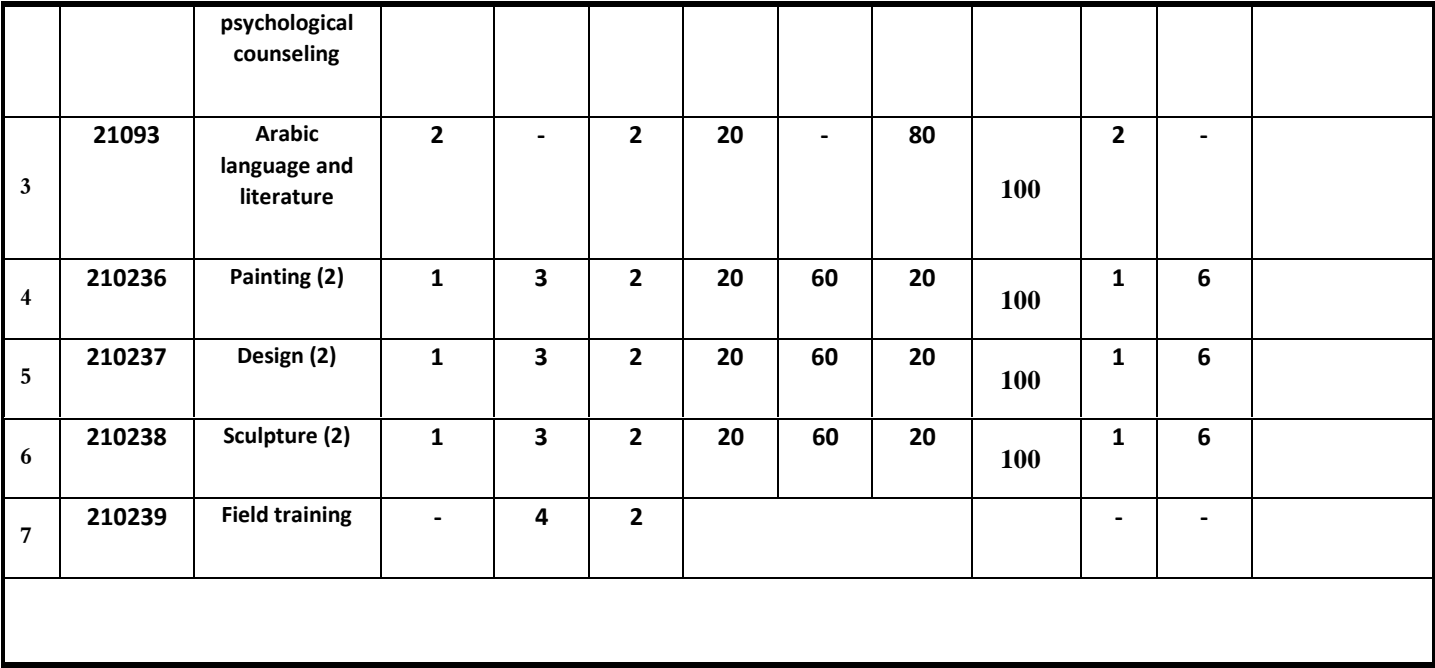 psychological
counseling
3 21093 Arabic 2 - 2 20 - 80 100 2 -
language and
literature
4 210236 Painting (2) 1 3 2 20 60 20 100 1 6
5 210237 Design (2) 1 3 2 20 60 20 100 1 6
6 210238 Sculpture (2) 1 3 2 20 60 20 100 1 6
7 210239 Field training - 4 2 - -